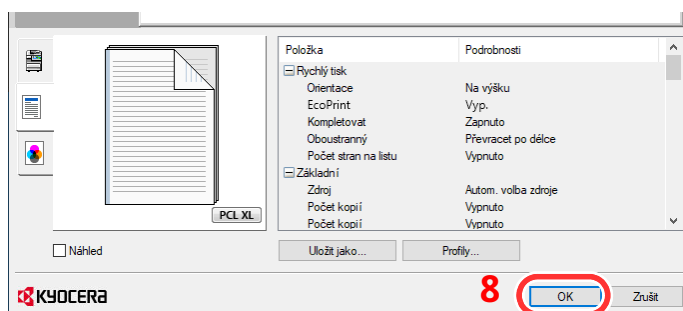 Položka Podrobnosti
Rychlý tisk
Orientace Na výšku
EcoPrint Vyp.
Kompletovat Zapnuto
Oboustranný Převracet po délce
Počet stran na listu Vypnuto
Základní
Zdroj Autom. volba zdroje
Počet kopií Vypnuto
Počet kopií Vypnuto
PCL XL
Náhled Uložit jako... Profily...
KYOCERA 8 OK Zrušit